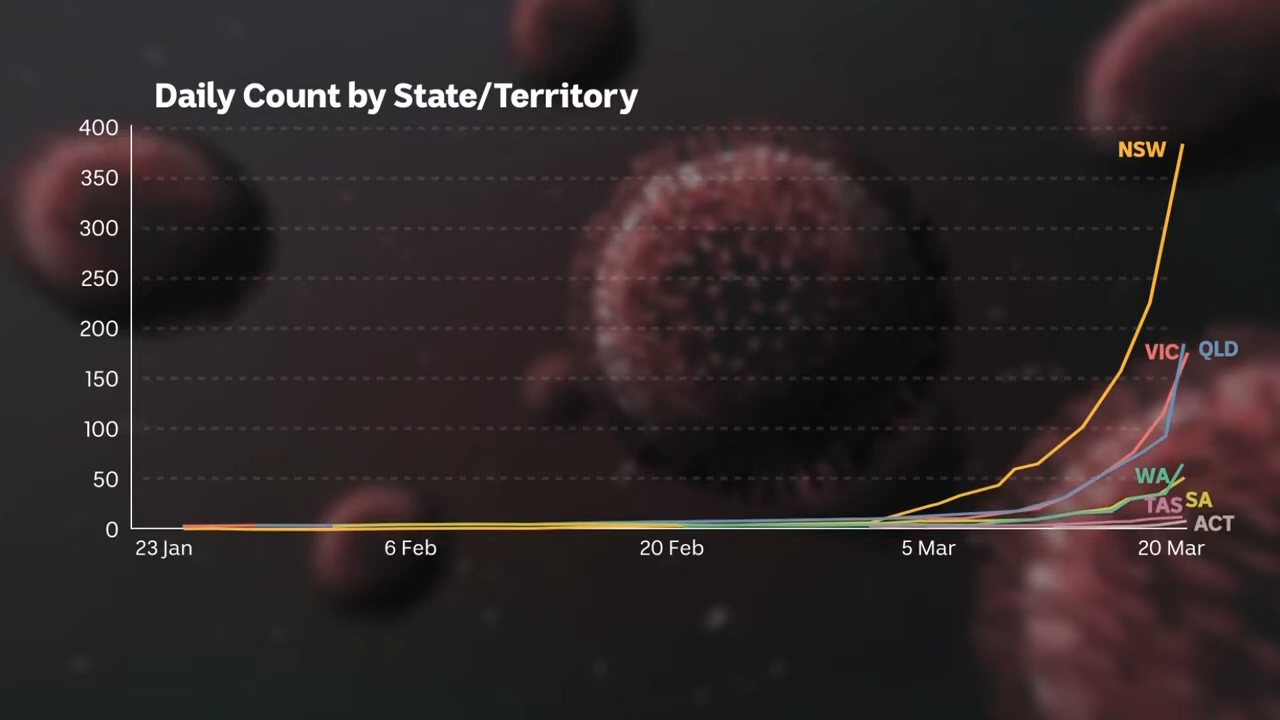 Daily Count by State/Territory
400
350
300
250
200
150
100
50
0
NSW
VIC
QLD
WA
SA
TAS
ACT
23 Jan
6 Feb
20 Feb
5 Mar
20 Mar